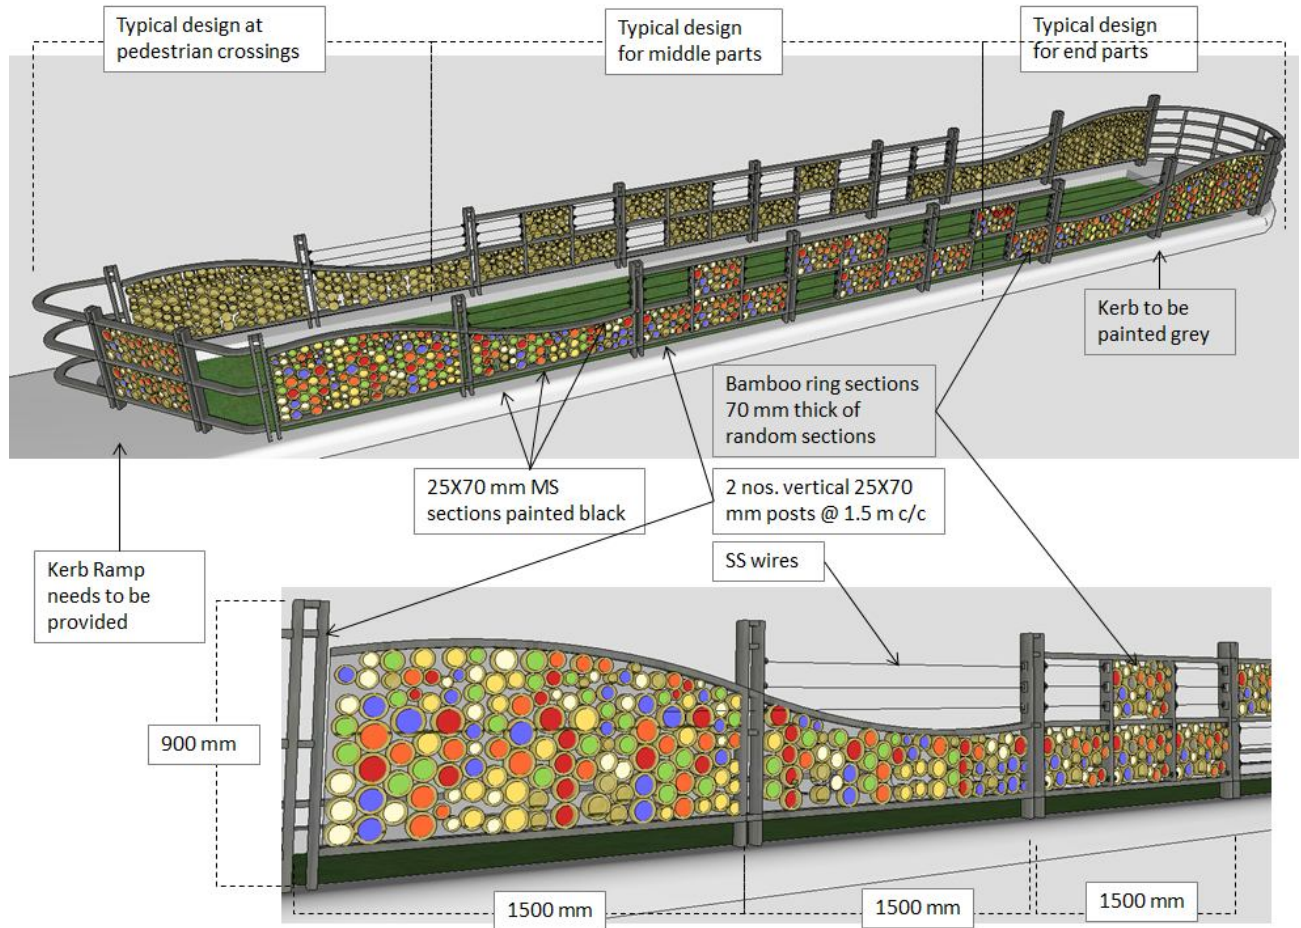 Typical design at
pedestrian crossings
Typical design
for middle parts
Typical design
for end parts
Kerb to be
painted grey
Bamboo ring sections
70 mm thick of
random sections
25X70 mm MS
sections painted black
2 nos. vertical 25X70
mm posts @ 1.5 m c/c
SS wires
Kerb Ramp
needs to be
provided
900 mm
1500 mm
1500 mm
1500 mm